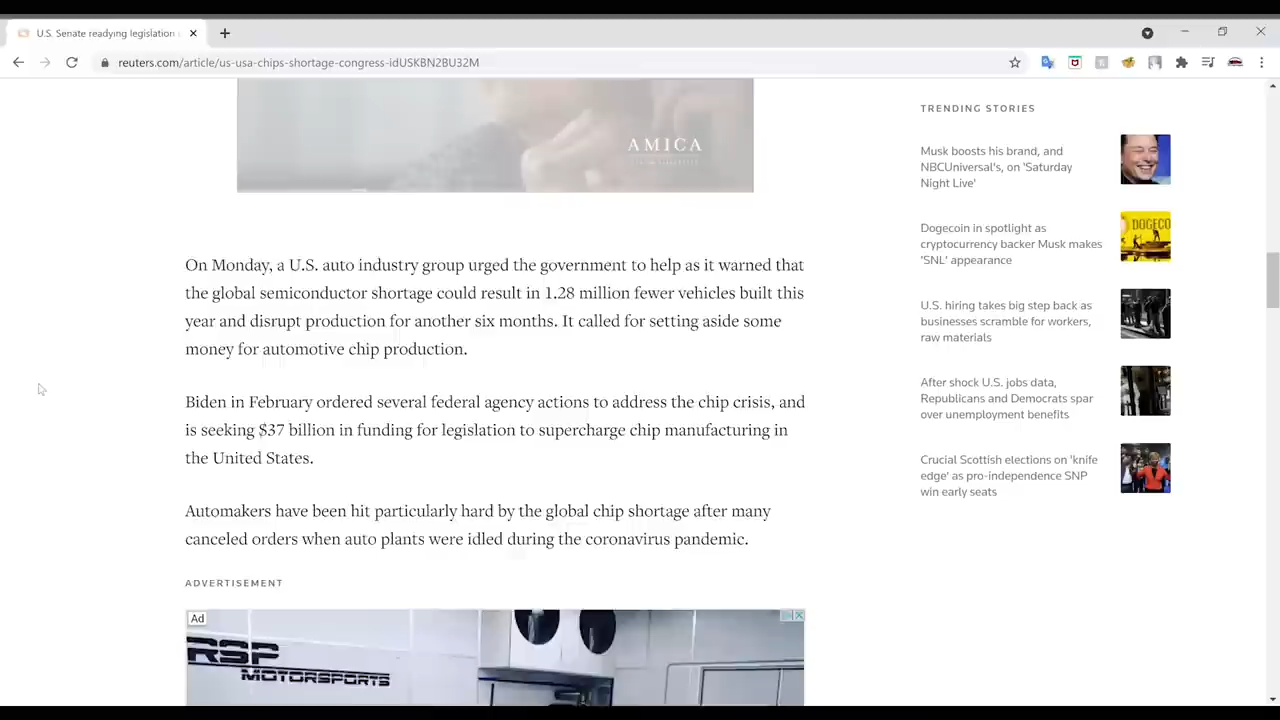 U.S. Senate readying legislation
reuters.com/article/us-usa-chips-shortage-congress-idUSKBN2BU32M
AMICA
On Monday, a U.S. auto industry group urged the government to help as it warned that
the global semiconductor shortage could result in 1.28 million fewer vehicles built this
year and disrupt production for another six months. It called for setting aside some
money for automotive chip production.
Biden in February ordered several federal agency actions to address the chip crisis, and
is seeking $37 billion in funding for legislation to supercharge chip manufacturing in
the United States.
Automakers have been hit particularly hard by the global chip shortage after many
canceled orders when auto plants were idled during the coronavirus pandemic.
ADVERTISEMENT
Ad
RSP
MOTORSPORTS
TRENDING STORIES
Musk boosts his brand, and
NBCUniversal's, on 'Saturday
Night Live'
Dogecoin in spotlight as
cryptocurrency backer Musk makes
'SNL' appearance
DOGECO
U.S. hiring takes big step back as
businesses scramble for workers,
raw materials
After shock U.S. jobs data,
Republicans and Democrats spar
over unemployment benefits
Crucial Scottish elections on 'knife
edge' as pro-independence SNP
win early seats